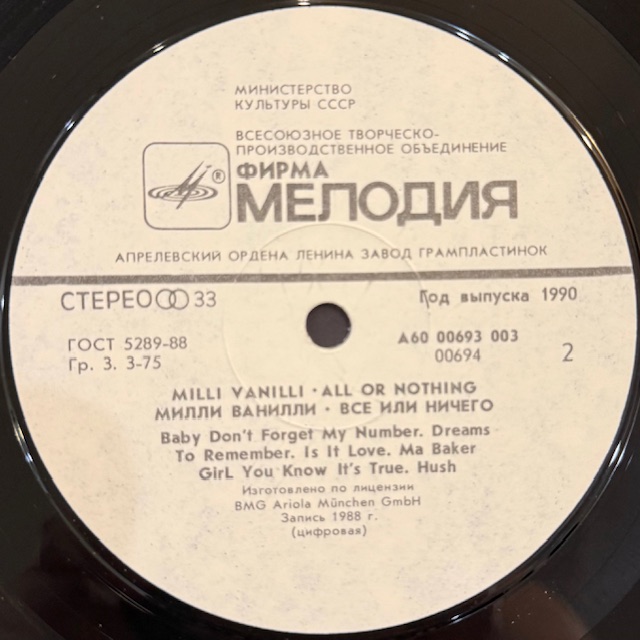 МИНИСТЕРСТВО
КУЛЬТУРЫ СССР
ВСЕСОЮЗНОЕ ТВОРЧЕСКО-
ПРОИЗВОДСТВЕННОЕ ОБЪЕДИНЕНИЕ
®
ФИРМА
МЕЛОДИЯ
АПРЕЛЕВСКИЙ ОРДЕНА ЛЕНИНА ЗАВОД ГРАМПЛАСТИНОК
СТЕРЕО 33
Год выпуска 1990
ГОСТ 5289-88
А60 00693 003
Гр. 3. 3-75
00694
2
MILLI VANILLI · ALL OR NOTHING
МИЛЛИ ВАНИЛЛИ · ВСЕ ИЛИ НИЧЕГО
Baby Don't Forget My Number. Dreams
To Remember. Is It Love. Ma Baker
GirL You Know It's True. Hush
Изготовлено по лицензии
BMG Ariola München GmbH
Запись 1988 г.
(цифровая)